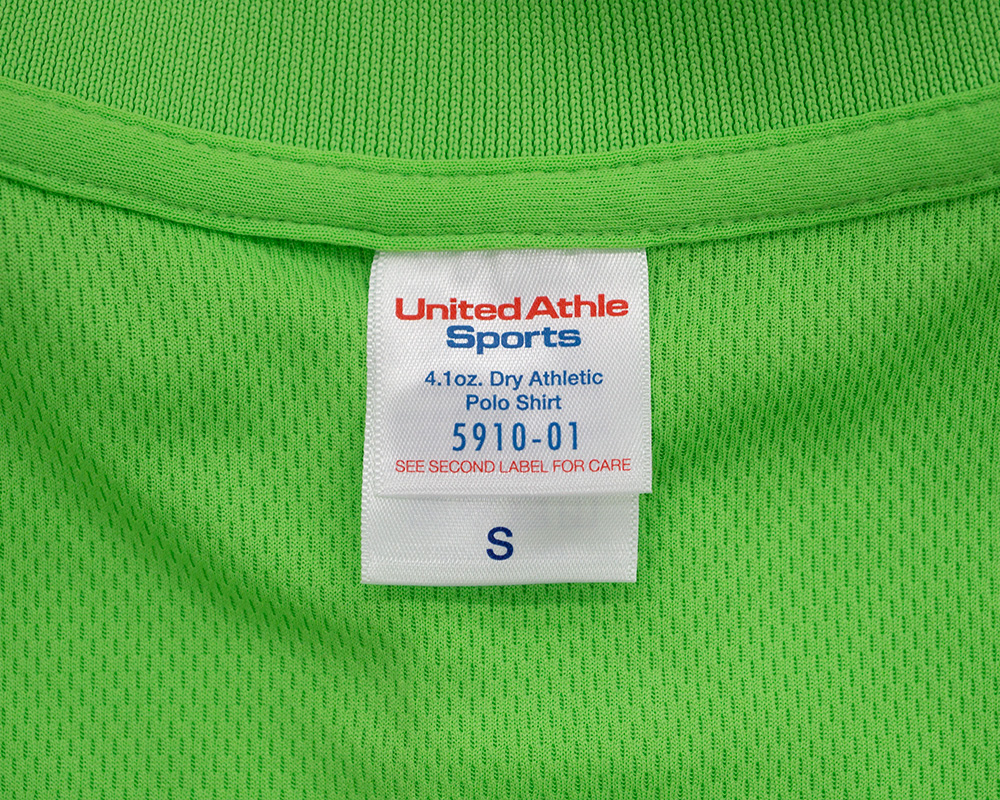 United Athle
Sports
4.1oz. Dry Athletic
Polo Shirt
5910-01
SEE SECOND LABEL FOR CARE
S